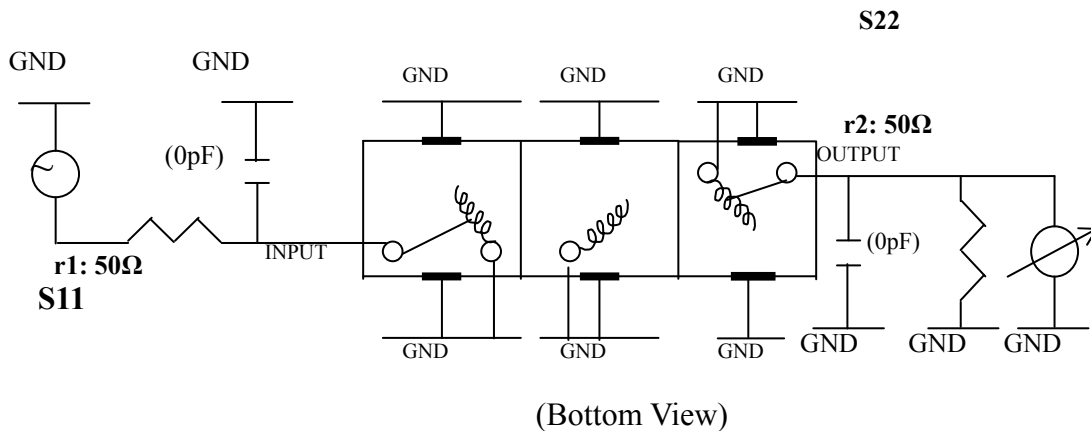 S22
GND
GND
GND
GND
GND
(0pF)
r2: 50Ω
OUTPUT
INPUT
(0pF)
r1: 50Ω
S11
GND
GND
GND
GND
GND
GND
(Bottom View)